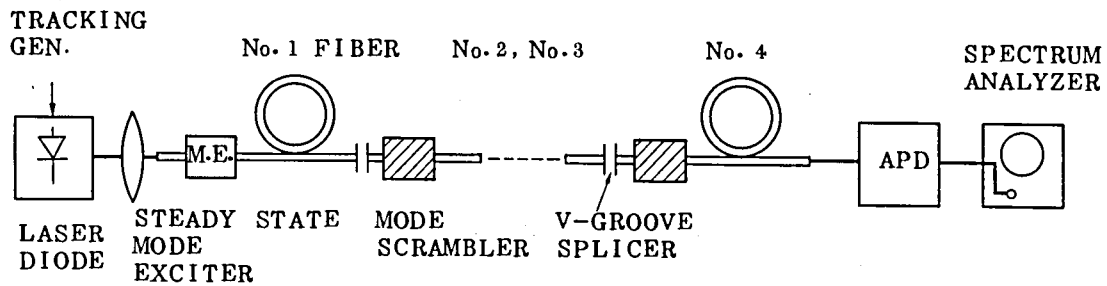 TRACKING
GEN.
No.1 FIBER
No.2, No.3
No. 4
SPECTRUM
ANALYZER
M.E.
APD
LASER
DIODE
STEADY STATE
MODE
EXCITER
MODE
SCRAMBLER
V-GROOVE
SPLICER